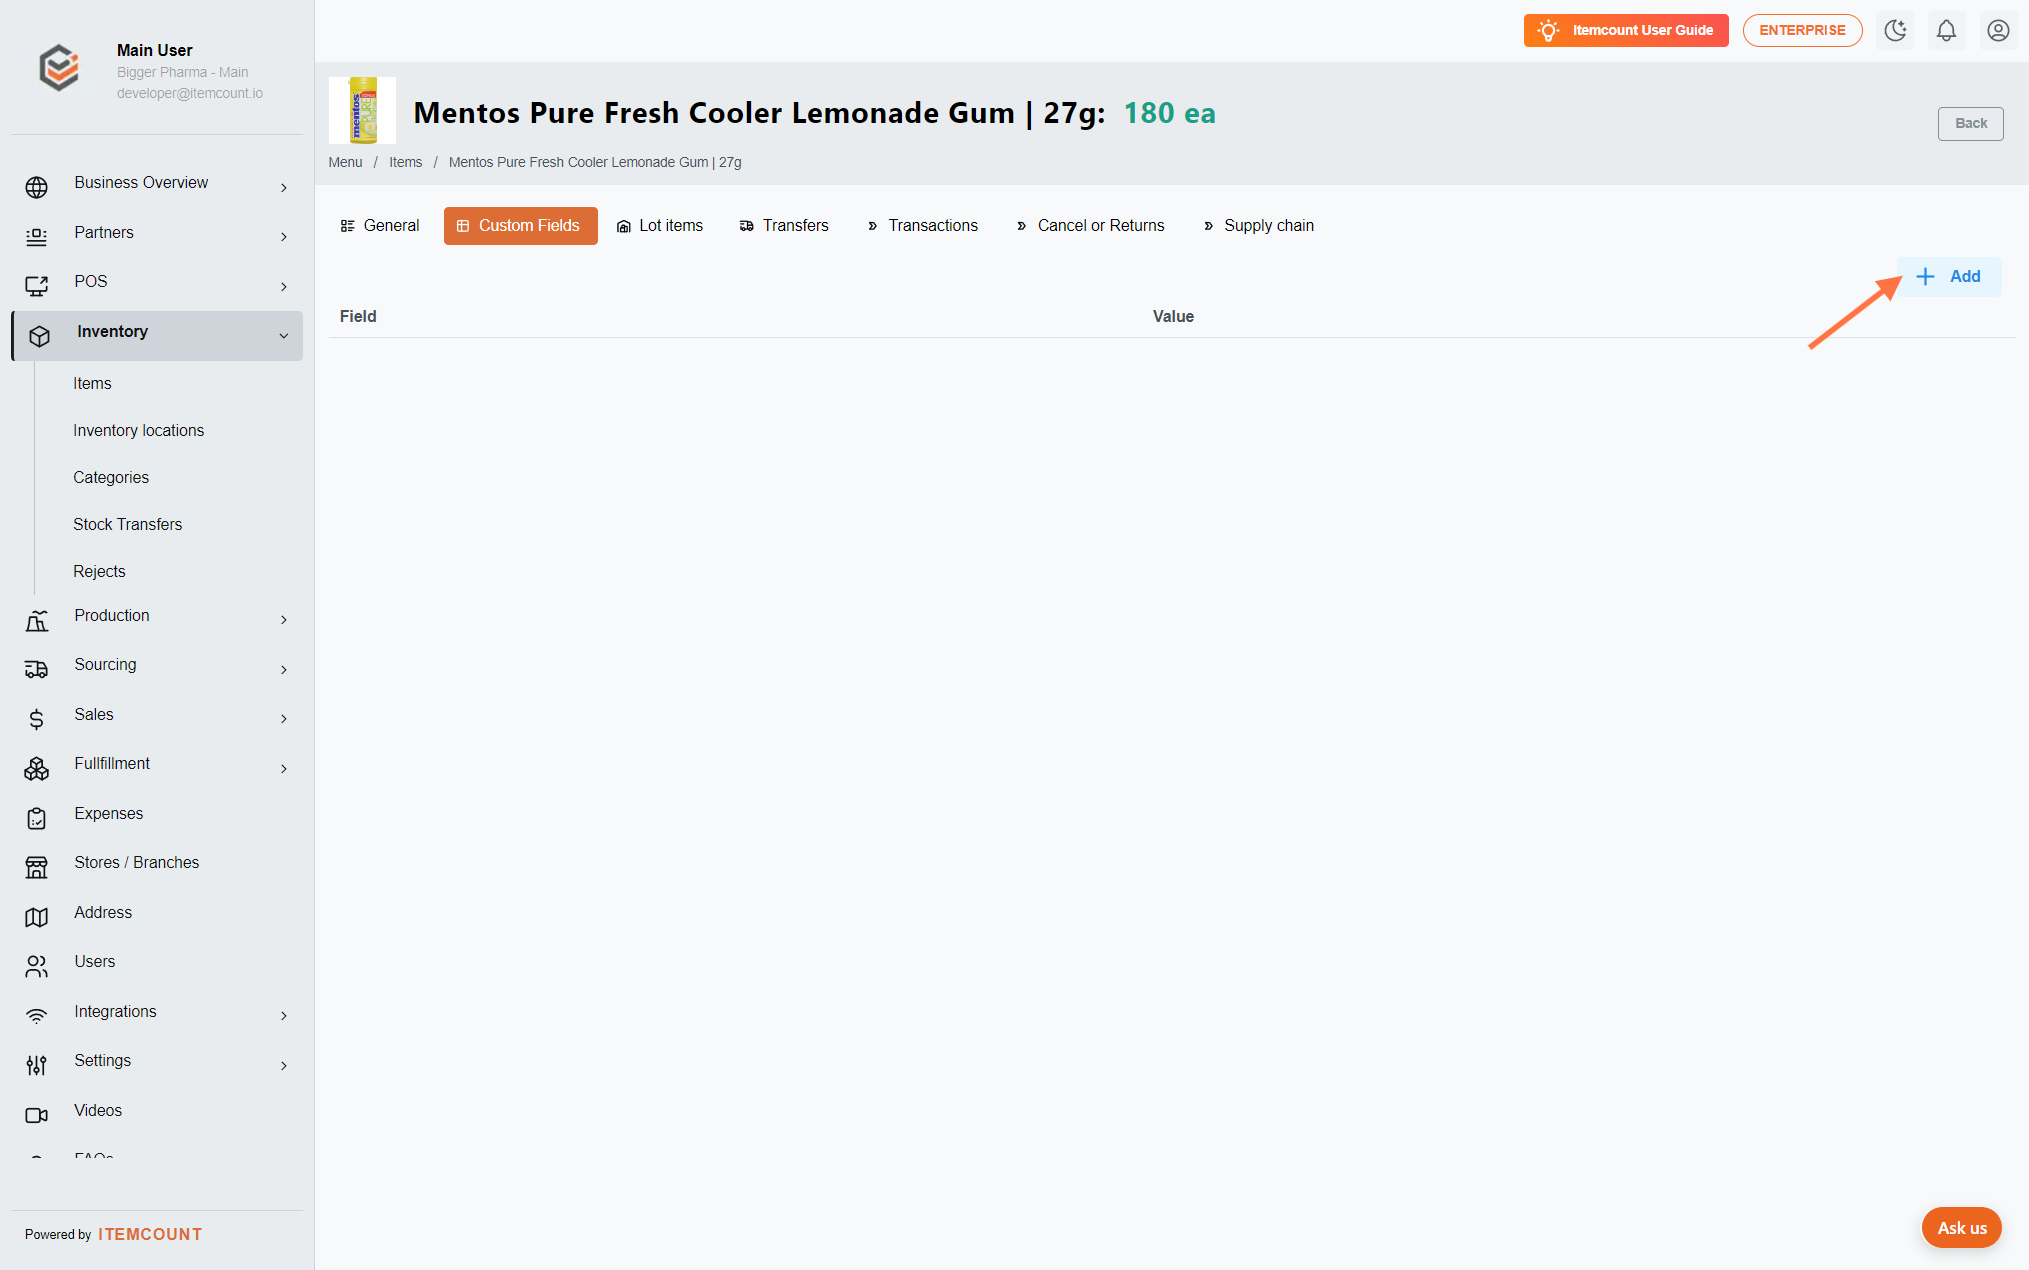 Main User
Bigger Pharma - Main
developer@itemcount.io
Business Overview
Partners
POS
Inventory
Items
Inventory locations
Categories
Stock Transfers
Rejects
Production
Sourcing
Sales
Fullfillment
Expenses
Stores / Branches
Address
Users
Integrations
Settings
Videos
FAQs
Powered by ITEMCOUNT
Itemcount User Guide
ENTERPRISE
mentos
Mentos Pure Fresh Cooler Lemonade Gum | 27g: 180 ea
Back
Menu / Items / Mentos Pure Fresh Cooler Lemonade Gum | 27g
General
Custom Fields
Lot items
Transfers
Transactions
Cancel or Returns
Supply chain
Add
Field
Value
Ask us